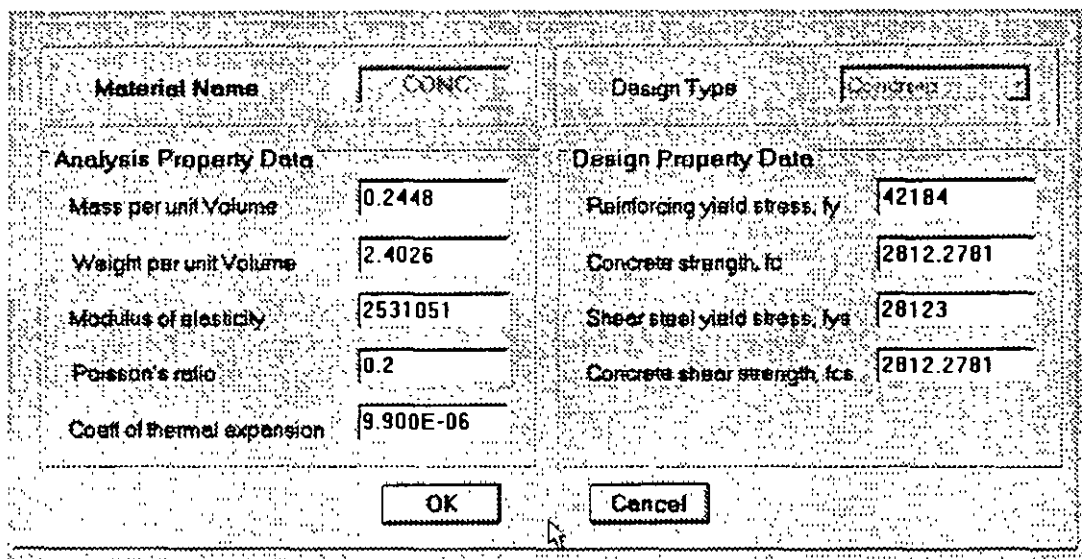 Material Name CONC Design Type Concrete
Analysis Property Data
Mass per unit Volume 0.2448
Weight per unit Volume 2.4026
Modulus of elasticity 2531051
Poisson's ratio 0.2
Coeff of thermal expansion 9.900E-06
Design Property Data
Reinforcing yield stress, fy 42184
Concrete strength, fc 2812.2781
Shear steel yield stress, fys 28123
Concrete shear strength, fcs 2812.2781
OK Cancel